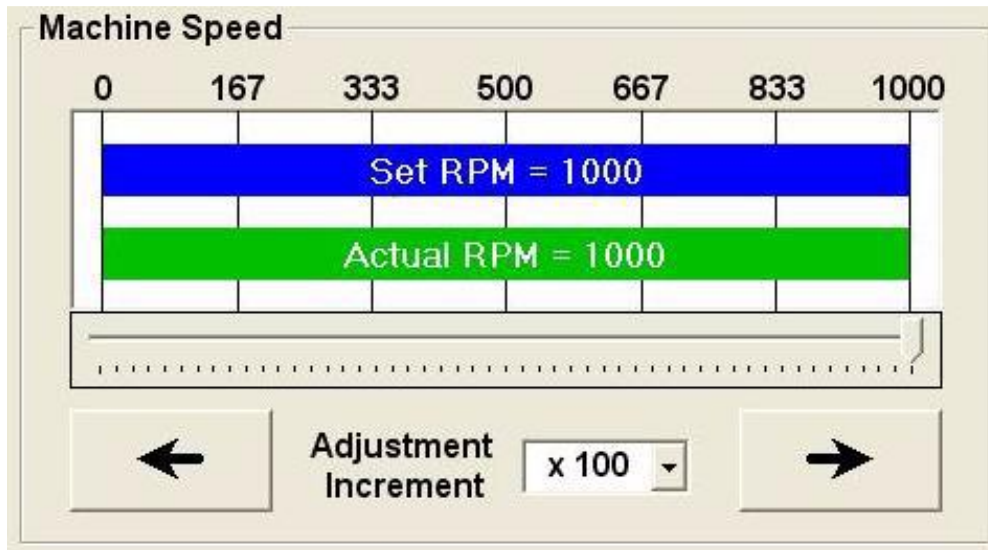 Machine Speed
0 167 333 500 667 833 1000
Set RPM = 1000
Actual RPM = 1000
Adjustment
Increment
x 100